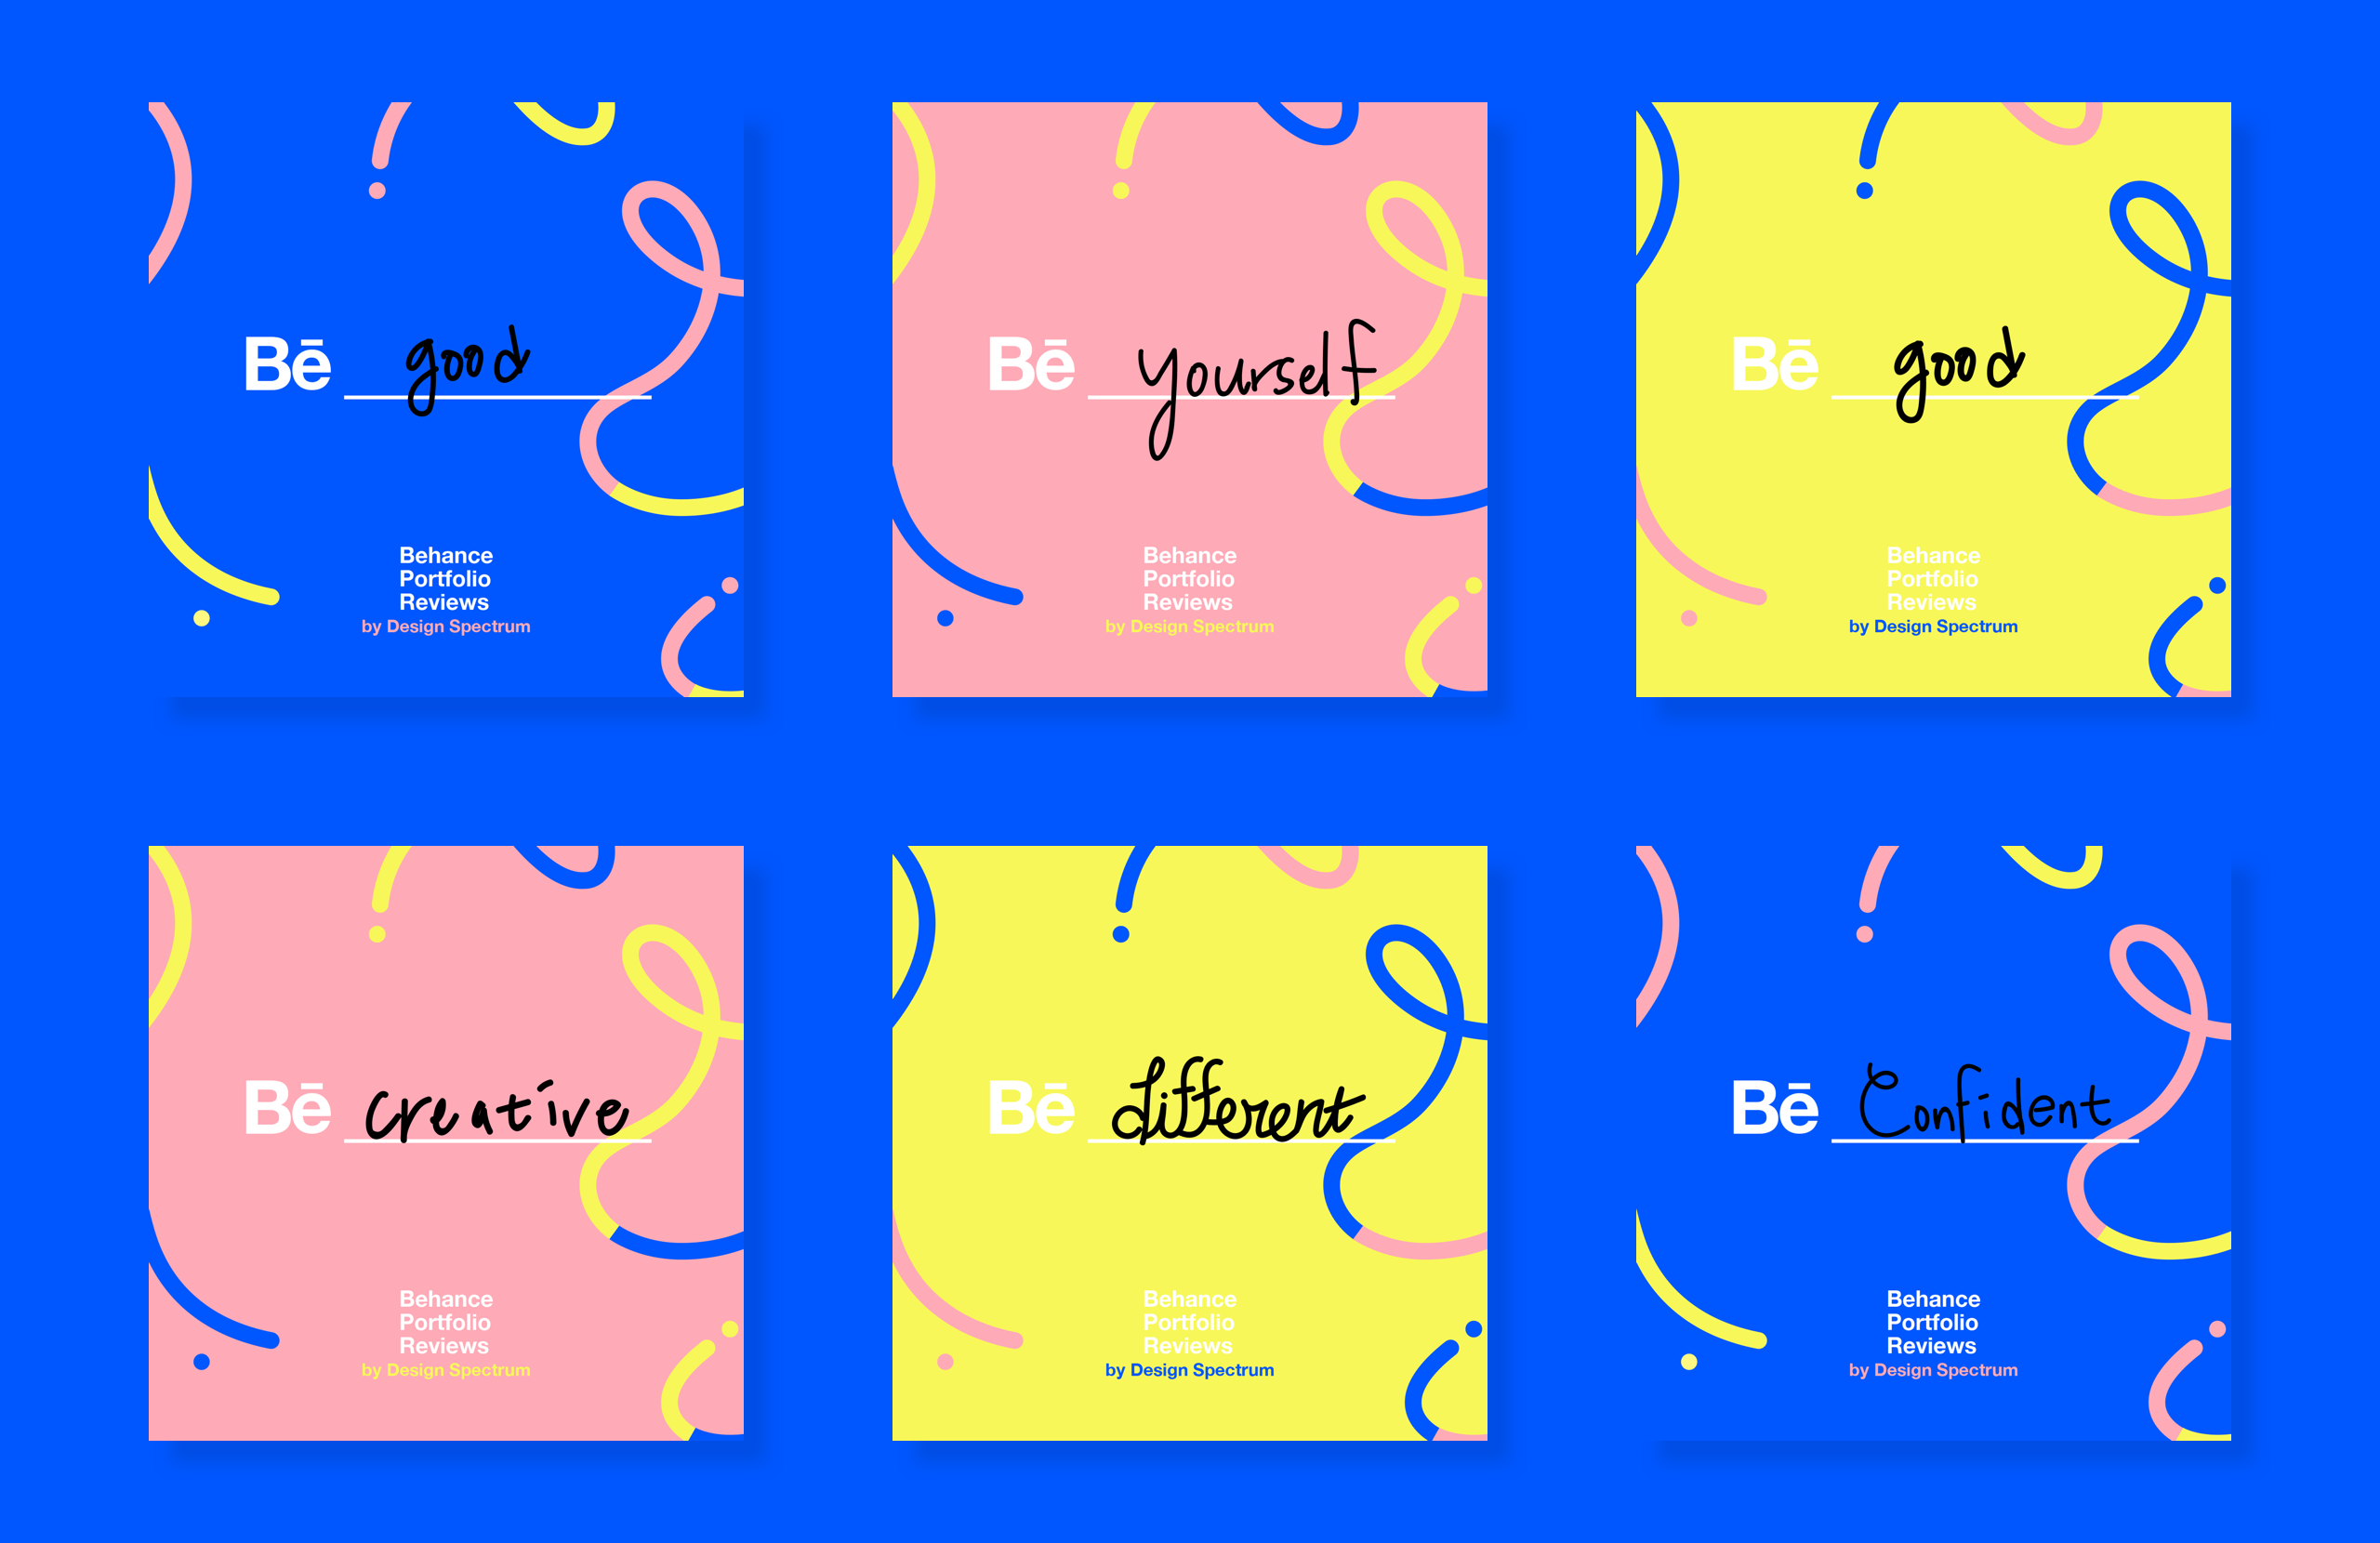 Bē good
Behance
Portfolio
Reviews
by Design Spectrum
Bē yourself
Behance
Portfolio
Reviews
by Design Spectrum
Bē good
Behance
Portfolio
Reviews
by Design Spectrum
Bē creative
Behance
Portfolio
Reviews
by Design Spectrum
Bē different
Behance
Portfolio
Reviews
by Design Spectrum
Bē Confident
Behance
Portfolio
Reviews
by Design Spectrum